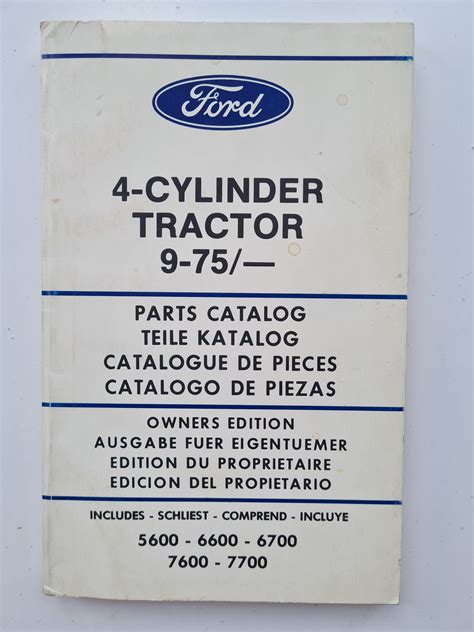 Ford
4-CYLINDER
TRACTOR
9-75/—
PARTS CATALOG
TEILE KATALOG
CATALOGUE DE PIECES
CATALOGO DE PIEZAS
OWNERS EDITION
AUSGABE FUER EIGENTUEMER
EDITION DU PROPRIETAIRE
EDICION DEL PROPIETARIO
INCLUDES - SCHLIEST - COMPREND - INCLUYE
5600 - 6600 - 6700
7600 - 7700